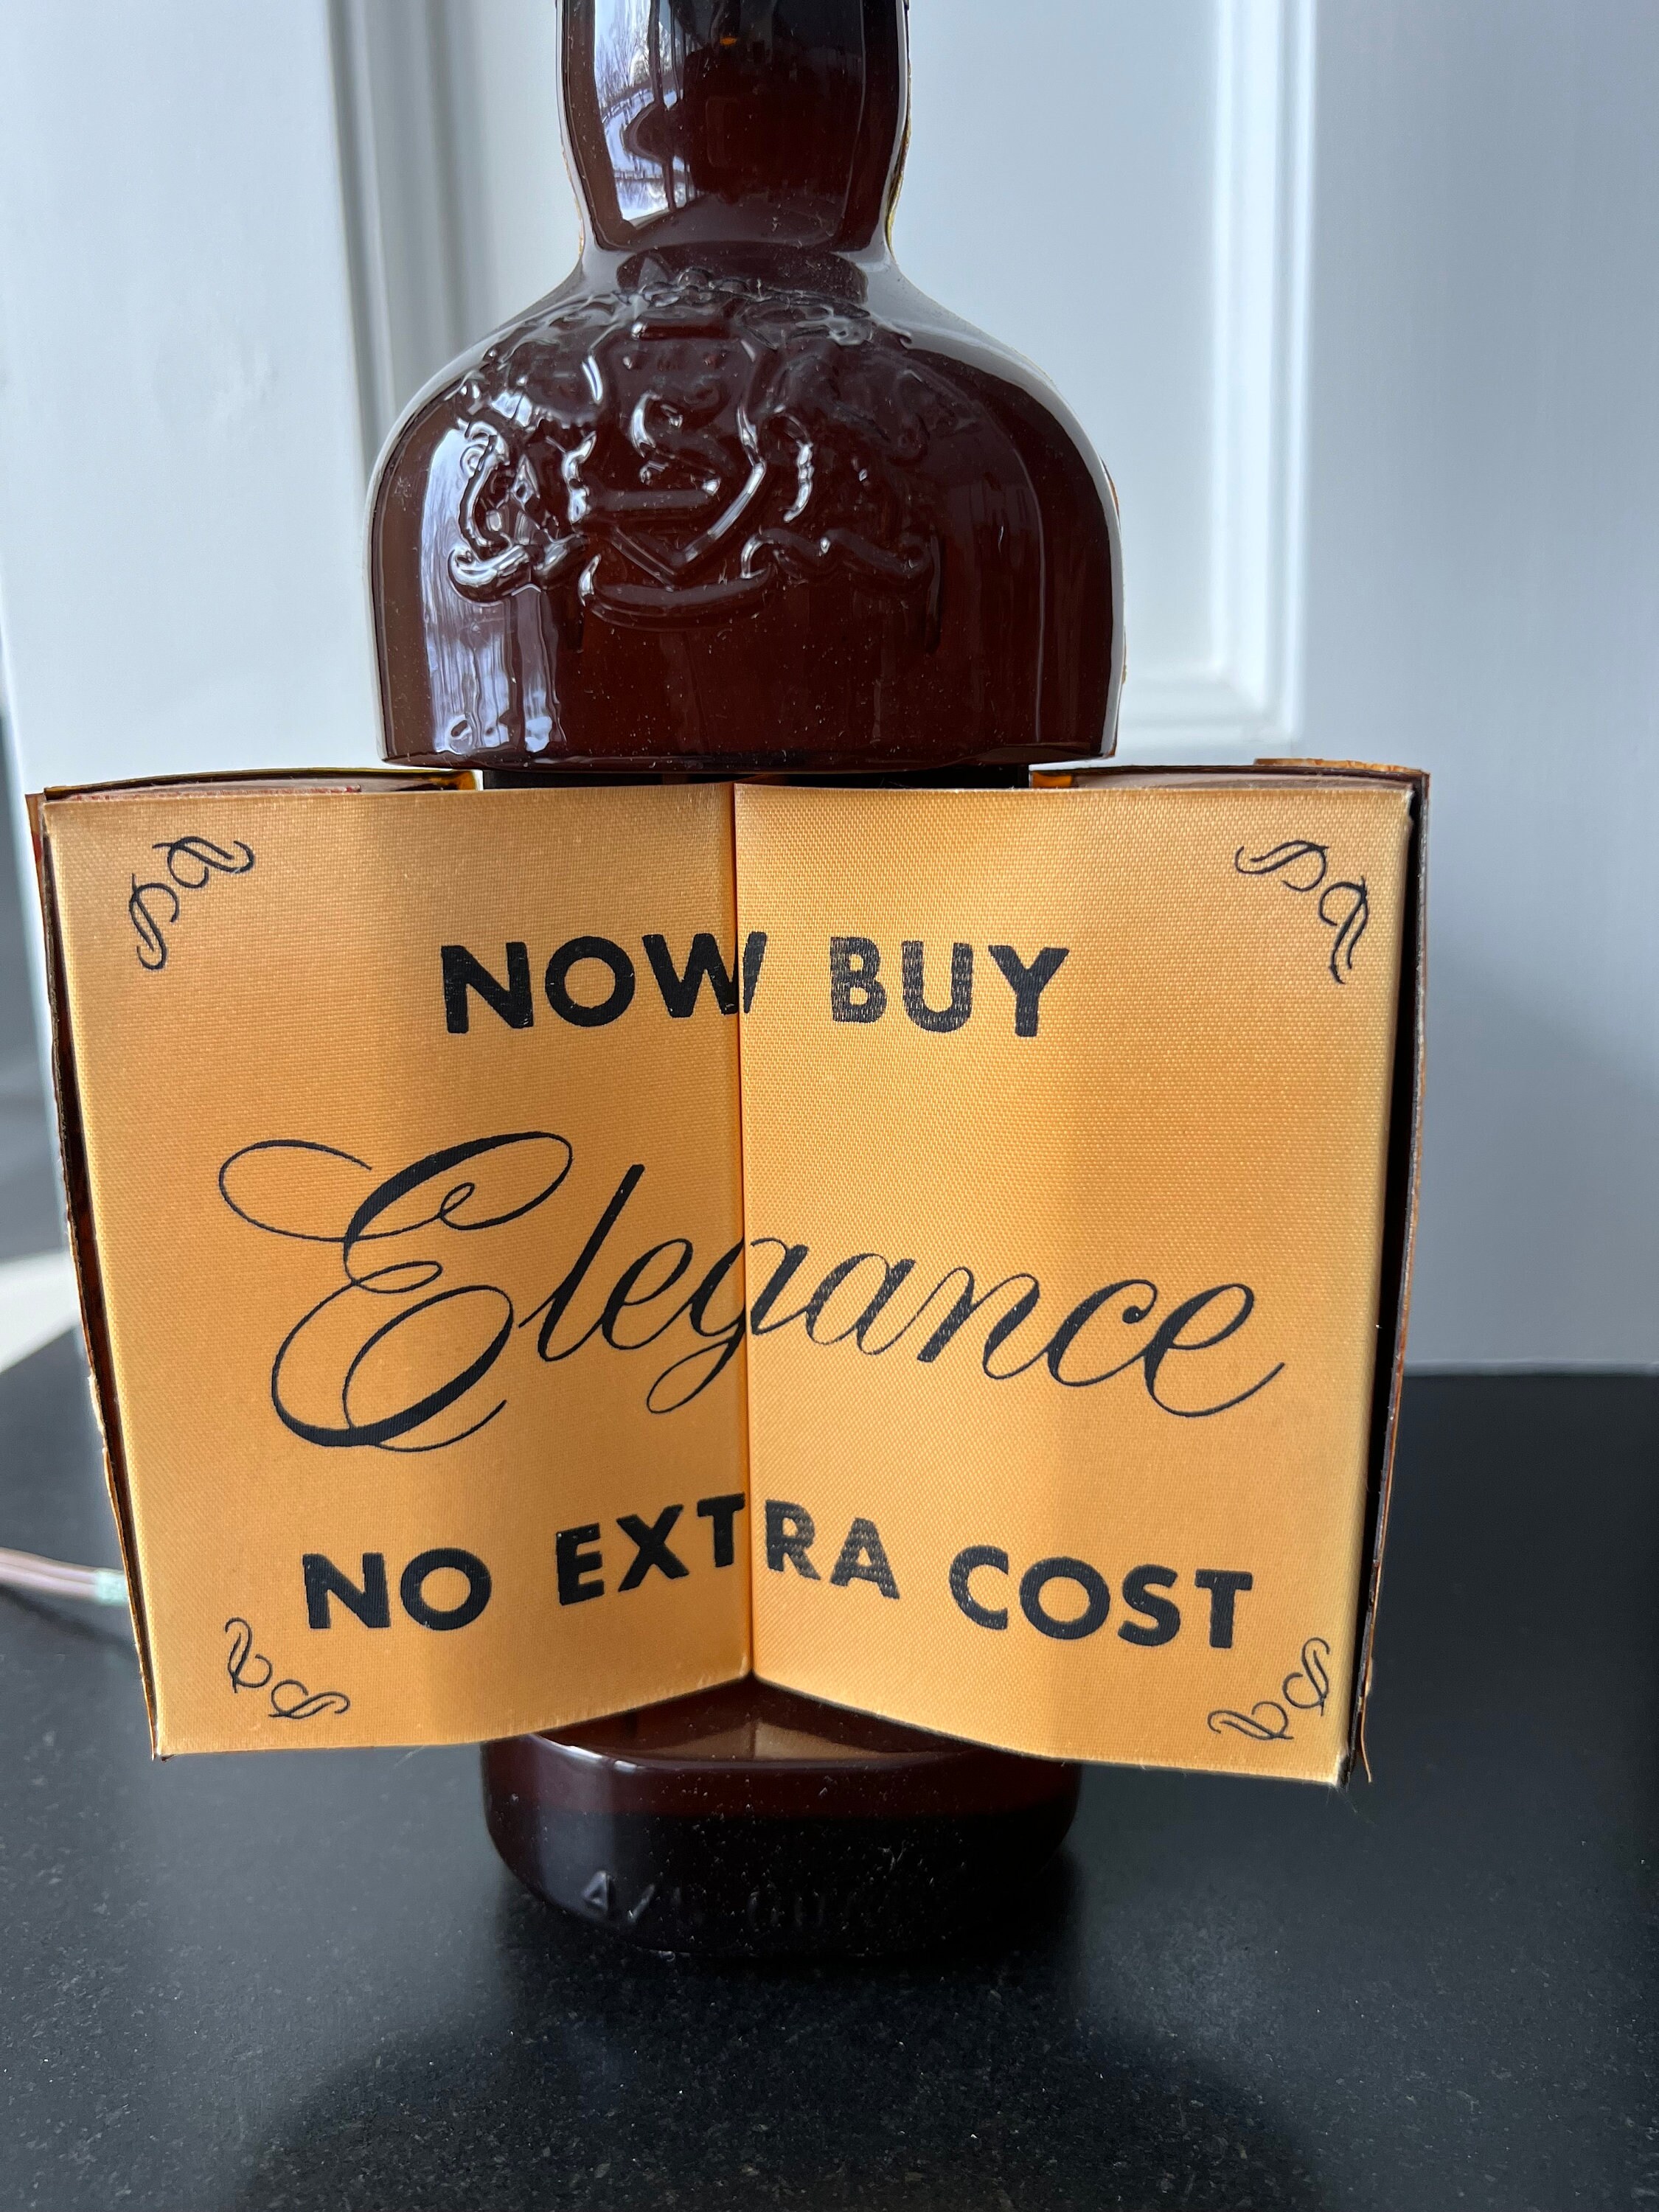 S
NOW BUY
Elegance
NO EXTRA COST